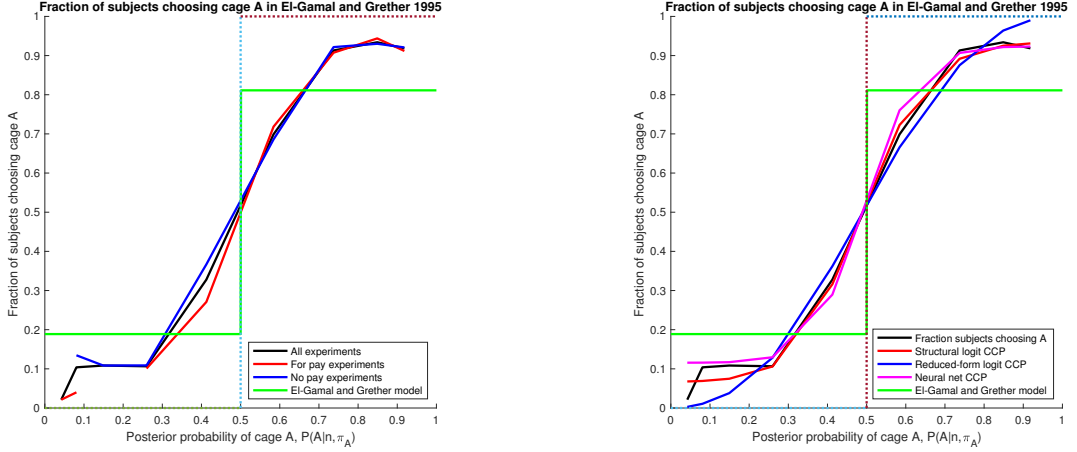 Fraction of subjects choosing cage A in El-Gamal and Grether 1995
1
0.9
0.8
0.7
0.6
0.5
0.4
0.3
0.2
0.1
0
Fraction of subjects choosing cage A
All experiments
For pay experiments
No pay experiments
El-Gamal and Grether model
0 0.1 0.2 0.3 0.4 0.5 0.6 0.7 0.8 0.9 1
Posterior probability of cage A, P(A|n,π_A)
Fraction of subjects choosing cage A in El-Gamal and Grether 1995
1
0.9
0.8
0.7
0.6
0.5
0.4
0.3
0.2
0.1
0
Fraction of subjects choosing cage A
Fraction subjects choosing A
Structural logit CCP
Reduced-form logit CCP
Neural net CCP
El-Gamal and Grether model
0 0.1 0.2 0.3 0.4 0.5 0.6 0.7 0.8 0.9 1
Posterior probability of cage A, P(A|n,π_A)